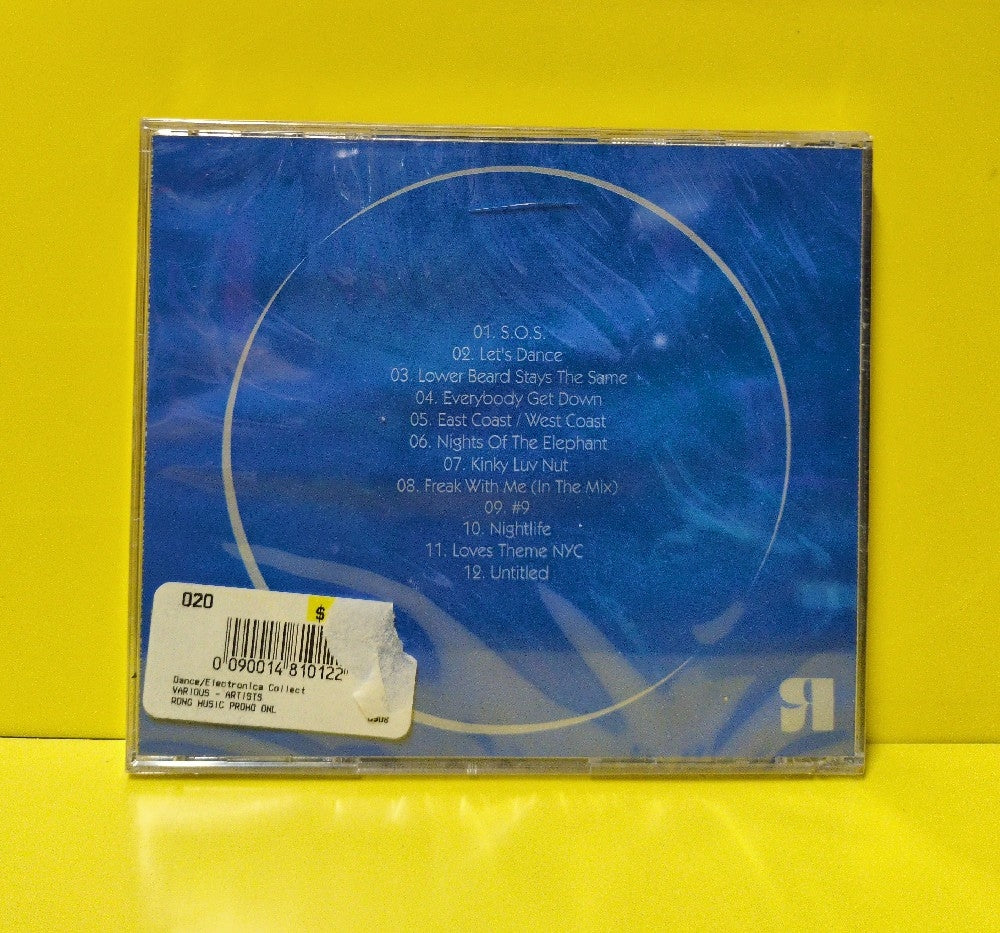 01. S.O.S.
02. Let's Dance
03. Lower Beard Stays The Same
04. Everybody Get Down
05. East Coast / West Coast
06. Nights Of The Elephant
07. Kinky Luv Nut
08. Freak With Me (In The Mix)
09. #9
10. Nightlife
11. Loves Theme NYC
12. Untitled
020
$
0 090014 810122
Dance/Electronica Collect
VARIOUS - ARTISTS
RONG MUSIC PROMO ONL